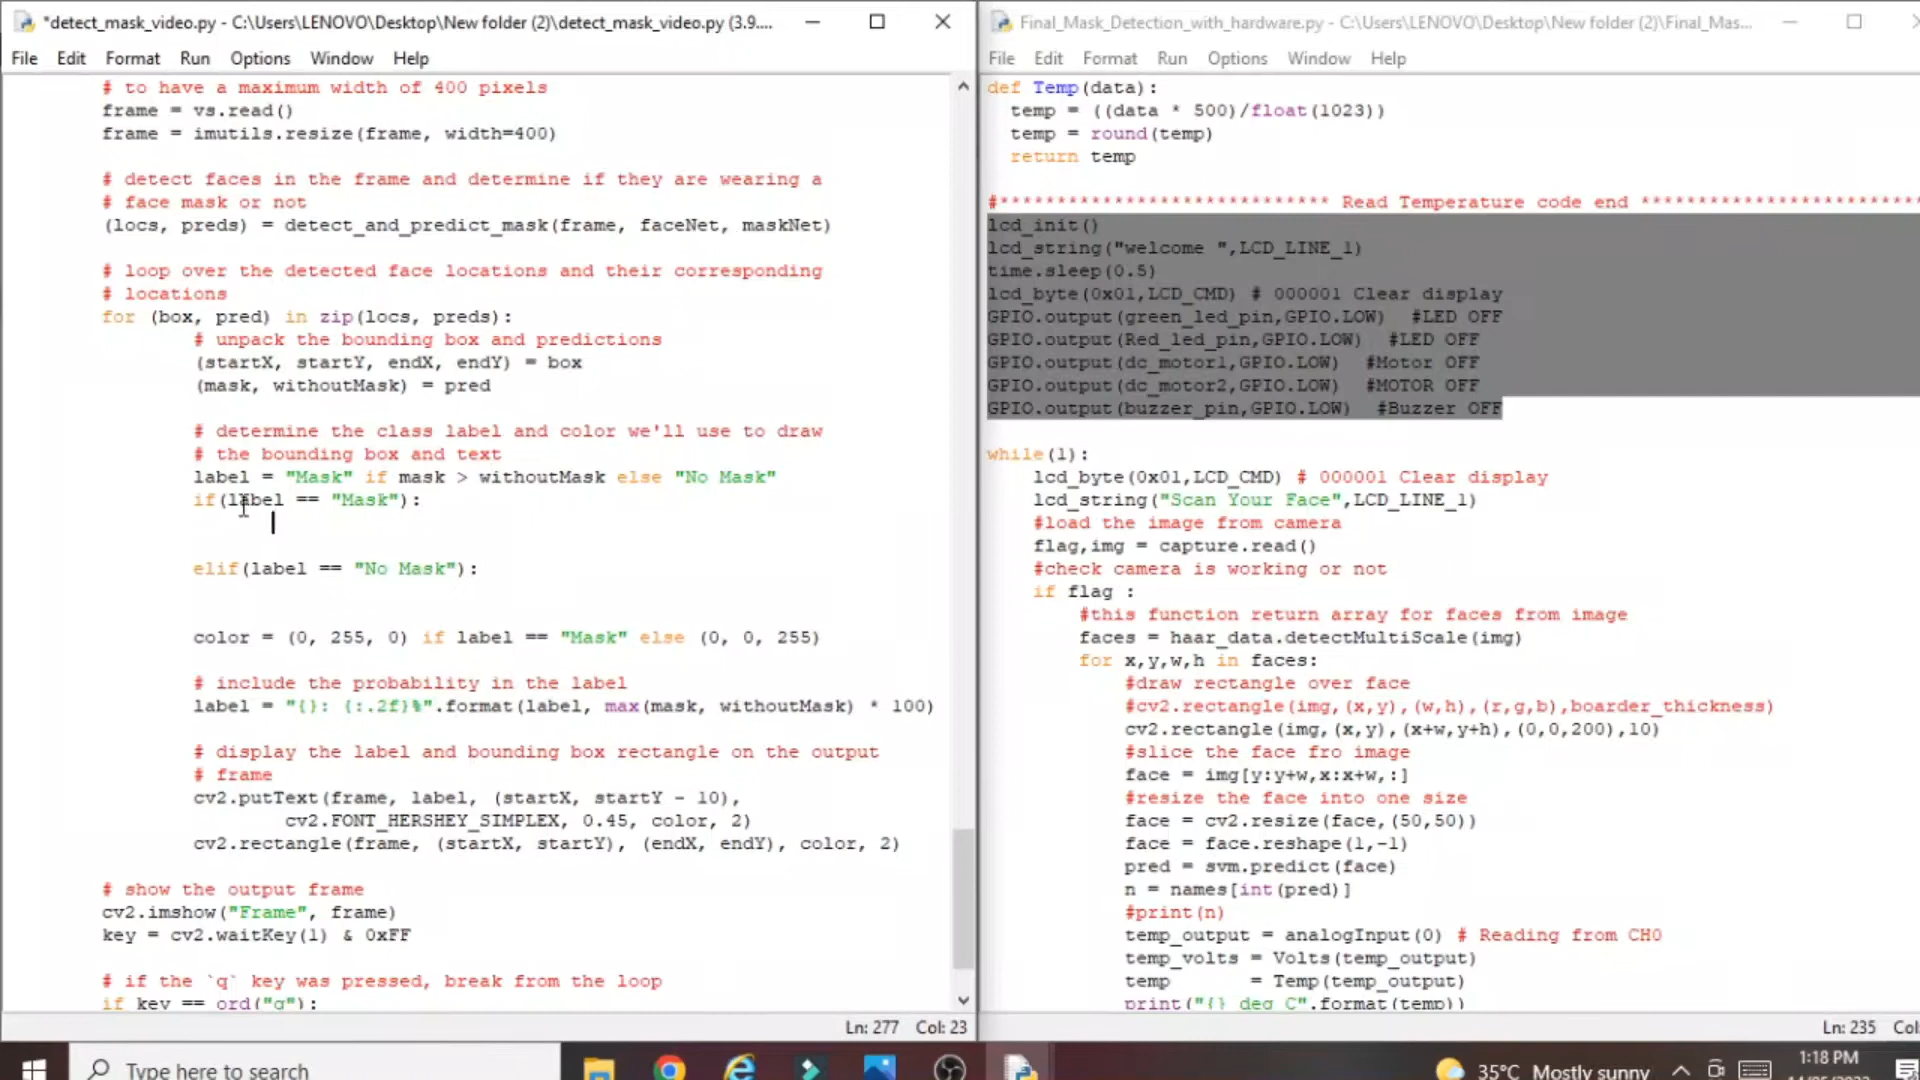 *detect_mask_video.py - C:\Users\LENOVO\Desktop\New folder (2)\detect_mask_video.py (3.9....
File Edit Format Run Options Window Help
# to have a maximum width of 400 pixels
frame = vs.read()
frame = imutils.resize(frame, width=400)
# detect faces in the frame and determine if they are wearing a
# face mask or not
(locs, preds) = detect_and_predict_mask(frame, faceNet, maskNet)
# loop over the detected face locations and their corresponding
# locations
for (box, pred) in zip(locs, preds):
# unpack the bounding box and predictions
(startX, startY, endX, endY) = box
(mask, withoutMask) = pred
# determine the class label and color we'll use to draw
# the bounding box and text
label = "Mask" if mask > withoutMask else "No Mask"
if(label == "Mask"):
elif(label == "No Mask"):
color = (0, 255, 0) if label == "Mask" else (0, 0, 255)
# include the probability in the label
label = "{}: {:.2f}%".format(label, max(mask, withoutMask) * 100)
# display the label and bounding box rectangle on the output
# frame
cv2.putText(frame, label, (startX, startY - 10),
cv2.FONT_HERSHEY_SIMPLEX, 0.45, color, 2)
cv2.rectangle(frame, (startX, startY), (endX, endY), color, 2)
# show the output frame
cv2.imshow("Frame", frame)
key = cv2.waitKey(1) & 0xFF
# if the `q` key was pressed, break from the loop
if key == ord("q"):
Ln: 277 Col: 23
Final_Mask_Detection_with_hardware.py - C:\Users\LENOVO\Desktop\New folder (2)\Final_Mas...
File Edit Format Run Options Window Help
def Temp(data):
temp = ((data * 500)/float(1023))
temp = round(temp)
return temp
#***************************** Read Temperature code end *************************
lcd_init()
lcd_string("welcome ",LCD_LINE_1)
time.sleep(0.5)
lcd_byte(0x01,LCD_CMD) # 000001 Clear display
GPIO.output(green_led_pin,GPIO.LOW) #LED OFF
GPIO.output(Red_led_pin,GPIO.LOW) #LED OFF
GPIO.output(dc_motor1,GPIO.LOW) #Motor OFF
GPIO.output(dc_motor2,GPIO.LOW) #MOTOR OFF
GPIO.output(buzzer_pin,GPIO.LOW) #Buzzer OFF
while(1):
lcd_byte(0x01,LCD_CMD) # 000001 Clear display
lcd_string("Scan Your Face",LCD_LINE_1)
#load the image from camera
flag,img = capture.read()
#check camera is working or not
if flag :
#this function return array for faces from image
faces = haar_data.detectMultiScale(img)
for x,y,w,h in faces:
#draw rectangle over face
#cv2.rectangle(img,(x,y),(w,h),(r,g,b),boarder_thickness)
cv2.rectangle(img,(x,y),(x+w,y+h),(0,0,200),10)
#slice the face fro image
face = img[y:y+w,x:x+w,:]
#resize the face into one size
face = cv2.resize(face,(50,50))
face = face.reshape(1,-1)
pred = svm.predict(face)
n = names[int(pred)]
#print(n)
temp_output = analogInput(0) # Reading from CH0
temp_volts = Volts(temp_output)
temp = Temp(temp_output)
print("{} deg C".format(temp))
Ln: 235 Col:
Type here to search
35°C Mostly sunny
1:18 PM